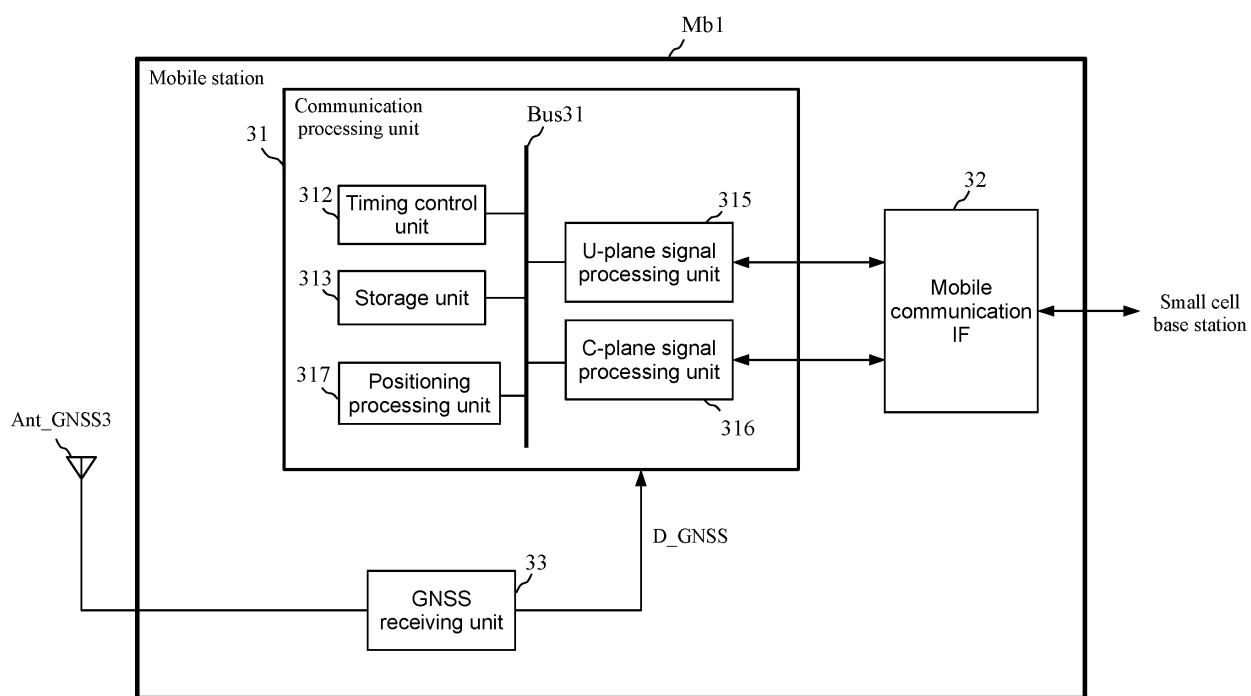 Mb1
Mobile station
Communication
processing unit
31
Bus31
312
Timing control
unit
313
Storage unit
317
Positioning
processing unit
315
U-plane signal
processing unit
C-plane signal
processing unit
316
32
Mobile
communication
IF
Small cell
base station
Ant_GNSS3
D_GNSS
33
GNSS
receiving unit